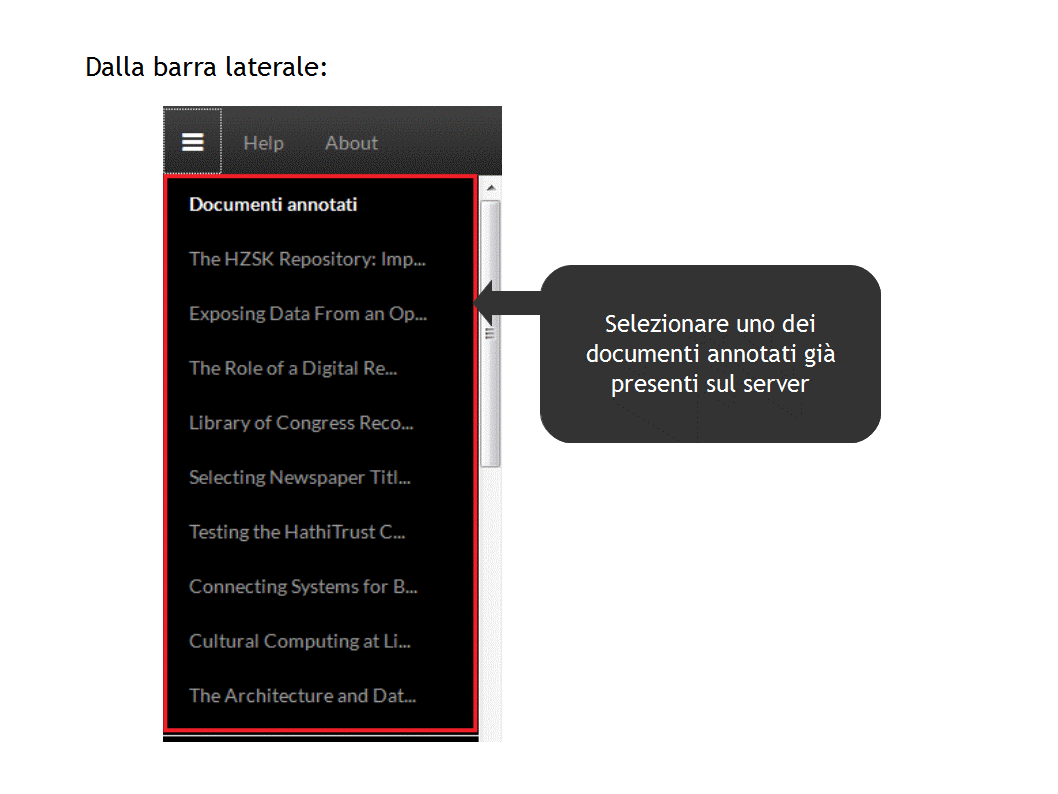 Dalla barra laterale:
Help About
Documenti annotati
The HZSK Repository: Imp...
Exposing Data From an Op...
The Role of a Digital Re...
Library of Congress Reco...
Selecting Newspaper Titl...
Testing the HathiTrust C...
Connecting Systems for B...
Cultural Computing at Li...
The Architecture and Dat...
Selezionare uno dei
documenti annotati già
presenti sul server